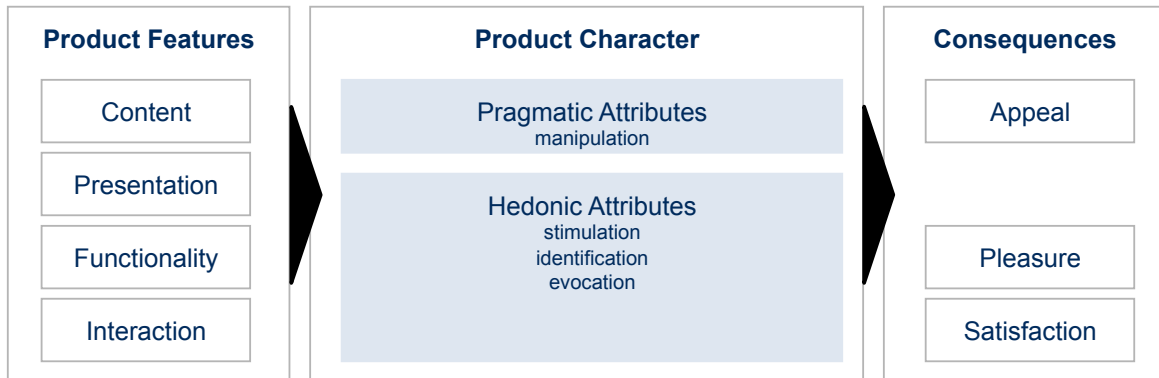 Product Features
Content
Presentation
Functionality
Interaction
Product Character
Pragmatic Attributes
manipulation
Hedonic Attributes
stimulation
identification
evocation
Consequences
Appeal
Pleasure
Satisfaction